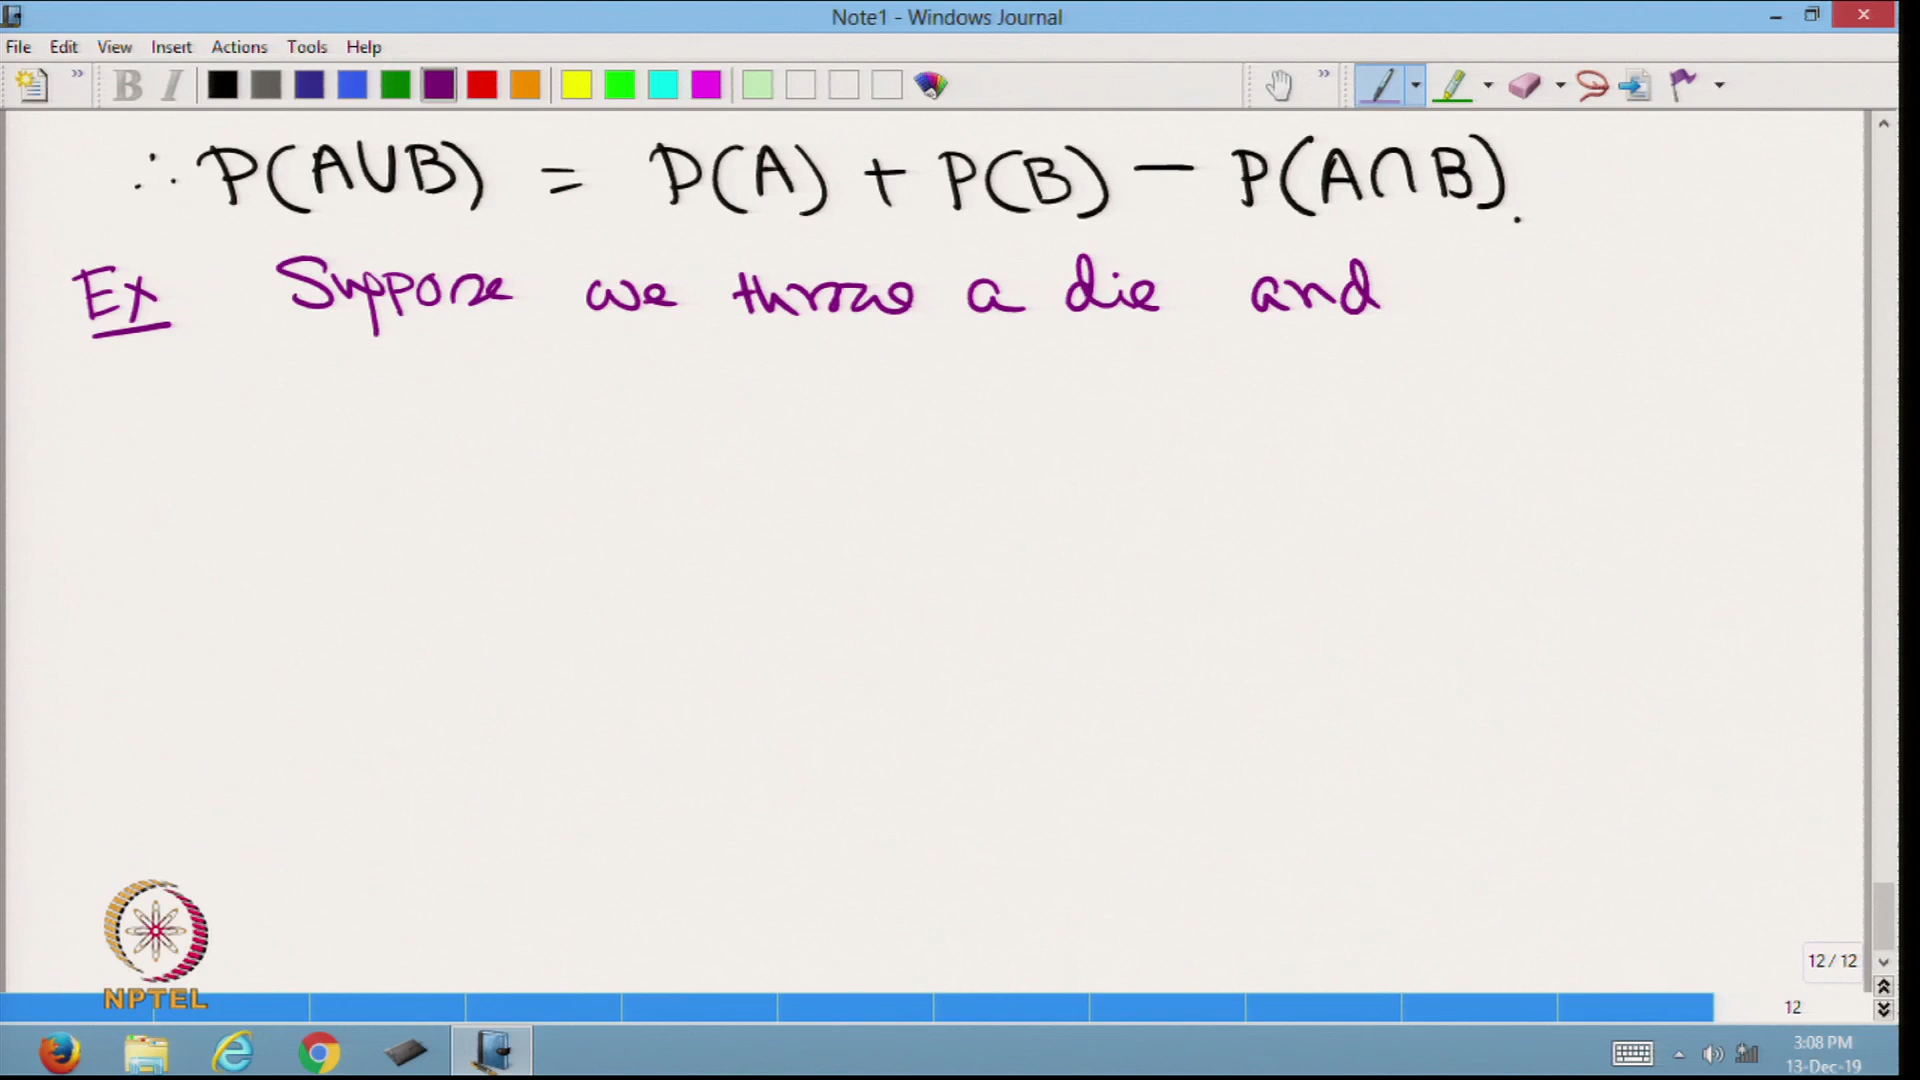 Note1 - Windows Journal
File Edit View Insert Actions Tools Help
B I
∴ P(A∪B) = P(A) + P(B) − P(A∩B).
Ex Suppose we throw a die and
12 / 12
NPTEL
12
3:08 PM
13-Dec-19